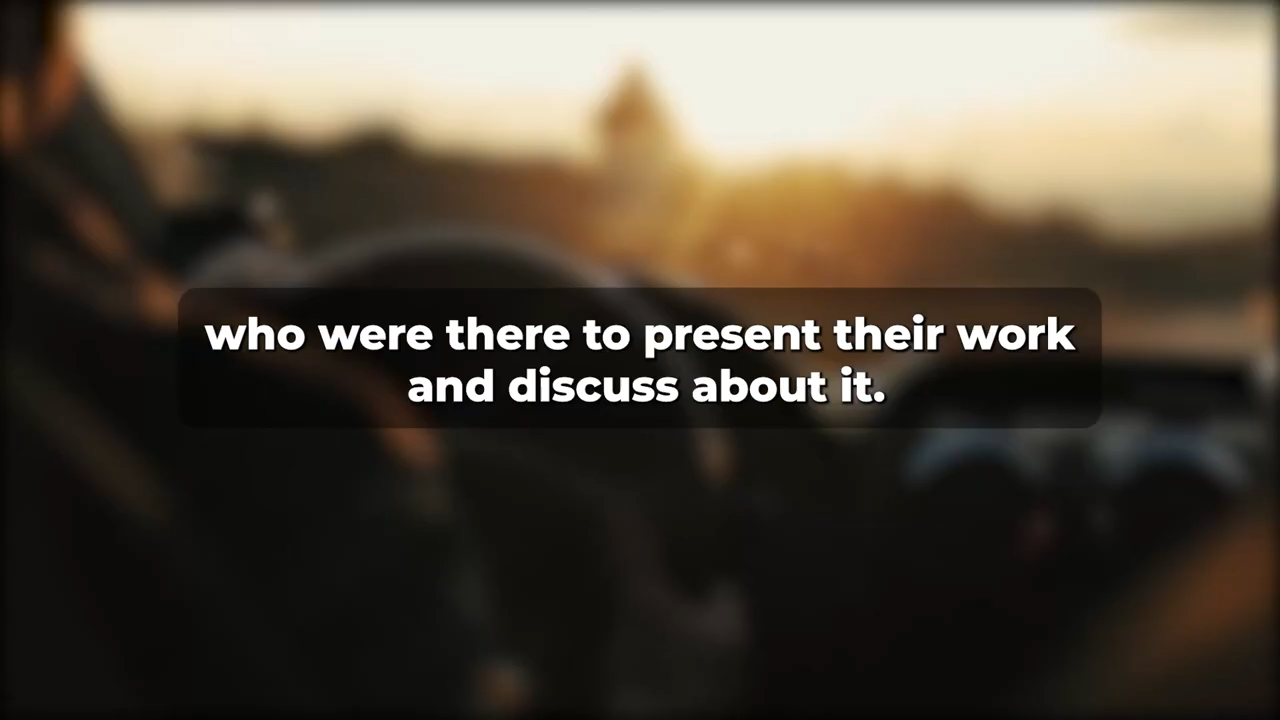 who were there to present their work
and discuss about it.